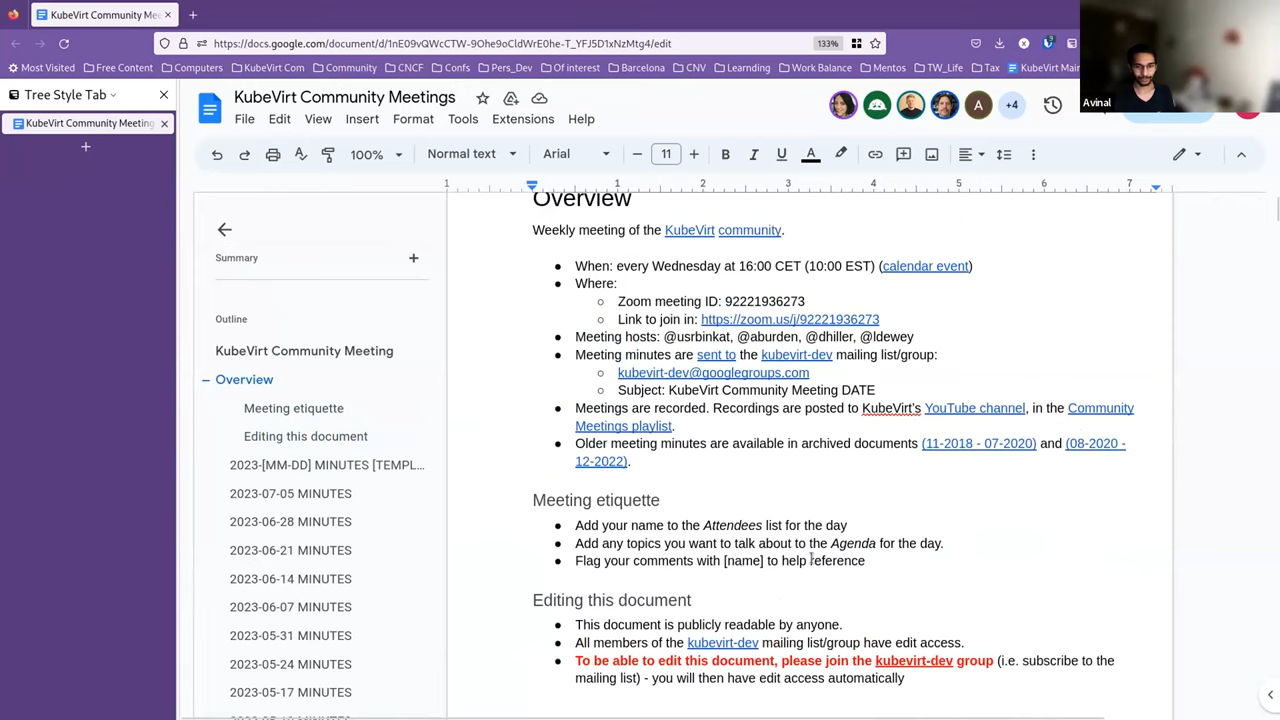 KubeVirt Community Mee
https://docs.google.com/document/d/1nE09vQWcCTW-9Ohe9oCldWrE0he-T_YFJ5D1xNzMtg4/edit
133%
Most Visited
Free Content
Computers
KubeVirt Com
Community
CNCF
Confs
Pers_Dev
Of interest
Barcelona
CNV
Learnding
Work Balance
Mentos
TW_Life
Tax
KubeVirt Main
Avinal
Tree Style Tab
KubeVirt Community Meeting
KubeVirt Community Meetings
File Edit View Insert Format Tools Extensions Help
A
+4
100%
Normal text
Arial
11
B I U A
1 1 2 3 4 5 6 7
Summary
Outline
KubeVirt Community Meeting
Overview
Meeting etiquette
Editing this document
2023-[MM-DD] MINUTES [TEMPL...
2023-07-05 MINUTES
2023-06-28 MINUTES
2023-06-21 MINUTES
2023-06-14 MINUTES
2023-06-07 MINUTES
2023-05-31 MINUTES
2023-05-24 MINUTES
2023-05-17 MINUTES
Overview
Weekly meeting of the KubeVirt community.
● When: every Wednesday at 16:00 CET (10:00 EST) (calendar event)
● Where:
○ Zoom meeting ID: 92221936273
○ Link to join in: https://zoom.us/j/92221936273
● Meeting hosts: @usrbinkat, @aburden, @dhiller, @ldewey
● Meeting minutes are sent to the kubevirt-dev mailing list/group:
○ kubevirt-dev@googlegroups.com
○ Subject: KubeVirt Community Meeting DATE
● Meetings are recorded. Recordings are posted to KubeVirt's YouTube channel, in the Community
Meetings playlist.
● Older meeting minutes are available in archived documents (11-2018 - 07-2020) and (08-2020 -
12-2022).
Meeting etiquette
● Add your name to the Attendees list for the day
● Add any topics you want to talk about to the Agenda for the day.
● Flag your comments with [name] to help reference
Editing this document
● This document is publicly readable by anyone.
● All members of the kubevirt-dev mailing list/group have edit access.
● To be able to edit this document, please join the kubevirt-dev group (i.e. subscribe to the
mailing list) - you will then have edit access automatically